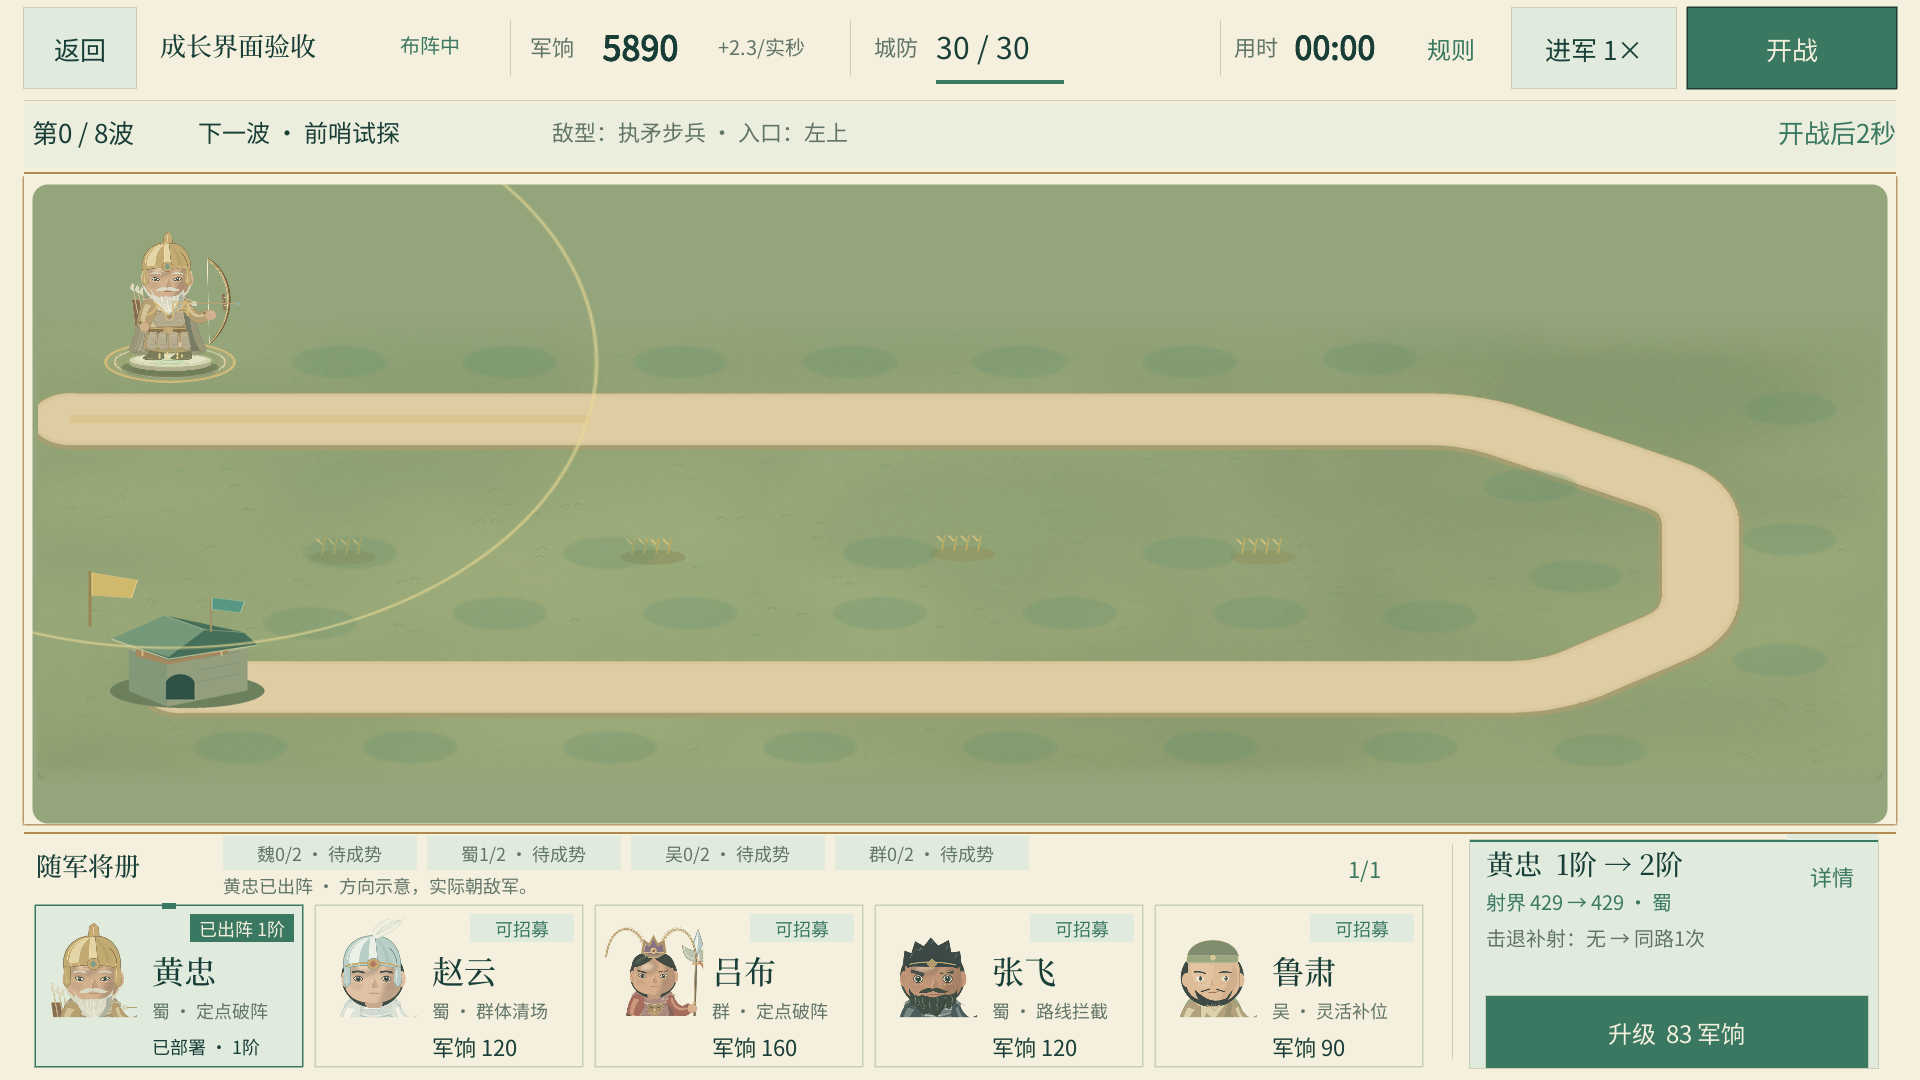 返回
成长界面验收
布阵中
军饷 5890 +2.3/实秒
城防 30 / 30
用时 00:00
规则
进军 1×
开战
第0 / 8波
下一波 · 前哨试探
敌型：执矛步兵 · 入口：左上
开战后2秒
随军将册
魏0/2 · 待成势
蜀1/2 · 待成势
吴0/2 · 待成势
群0/2 · 待成势
黄忠已出阵 · 方向示意，实际朝敌军。
1/1
已出阵 1阶
黄忠
蜀 · 定点破阵
已部署 · 1阶
可招募
赵云
蜀 · 群体清场
军饷 120
可招募
吕布
群 · 定点破阵
军饷 160
可招募
张飞
蜀 · 路线拦截
军饷 120
可招募
鲁肃
吴 · 灵活补位
军饷 90
黄忠 1阶 → 2阶
详情
射界 429 → 429 · 蜀
击退补射：无 → 同路1次
升级 83 军饷